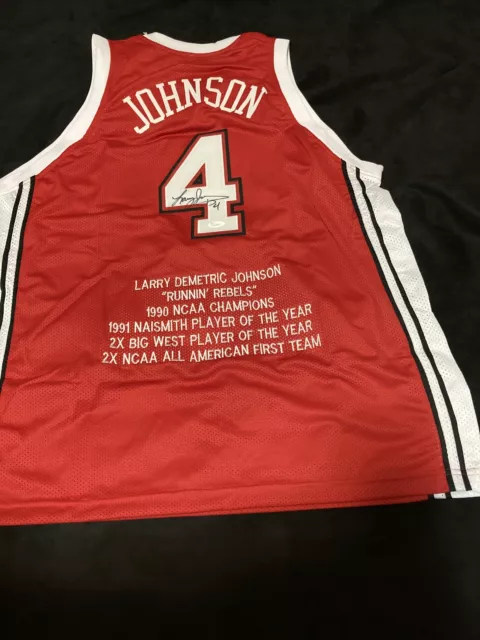 JOHNSON
4
LARRY DEMETRIC JOHNSON
"RUNNIN' REBELS"
1990 NCAA CHAMPIONS
1991 NAISMITH PLAYER OF THE YEAR
2X BIG WEST PLAYER OF THE YEAR
2X NCAA ALL AMERICAN FIRST TEAM